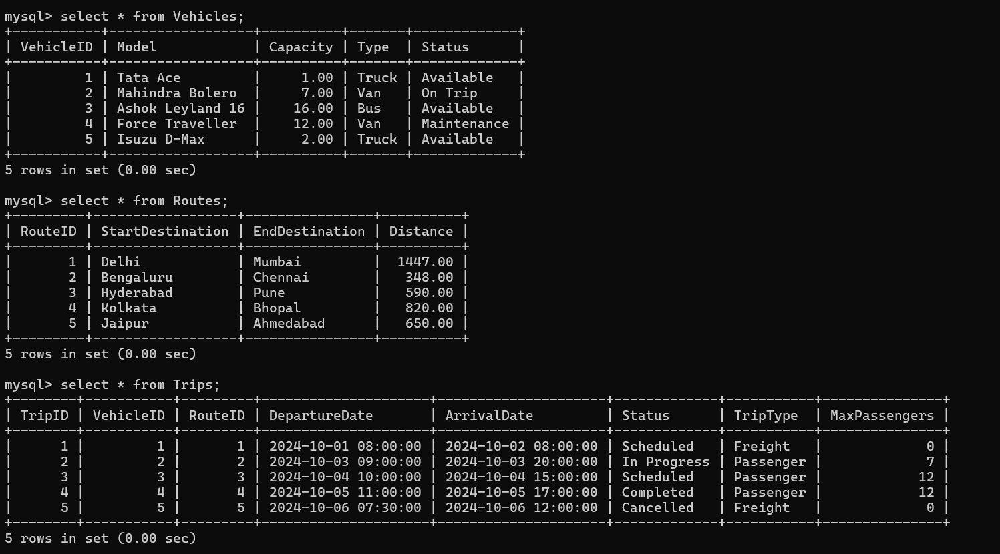 mysql> select * from Vehicles;
+-----------+------------------+----------+-------+-------------+
| VehicleID | Model            | Capacity | Type  | Status      |
+-----------+------------------+----------+-------+-------------+
|         1 | Tata Ace         |     1.00 | Truck | Available   |
|         2 | Mahindra Bolero  |     7.00 | Van   | On Trip     |
|         3 | Ashok Leyland 16 |    16.00 | Bus   | Available   |
|         4 | Force Traveller  |    12.00 | Van   | Maintenance |
|         5 | Isuzu D-Max      |     2.00 | Truck | Available   |
+-----------+------------------+----------+-------+-------------+
5 rows in set (0.00 sec)

mysql> select * from Routes;
+---------+------------------+----------------+----------+
| RouteID | StartDestination | EndDestination | Distance |
+---------+------------------+----------------+----------+
|       1 | Delhi            | Mumbai         |  1447.00 |
|       2 | Bengaluru        | Chennai        |   348.00 |
|       3 | Hyderabad        | Pune           |   590.00 |
|       4 | Kolkata          | Bhopal         |   820.00 |
|       5 | Jaipur           | Ahmedabad      |   650.00 |
+---------+------------------+----------------+----------+
5 rows in set (0.00 sec)

mysql> select * from Trips;
+--------+-----------+---------+---------------------+---------------------+-------------+-----------+---------------+
| TripID | VehicleID | RouteID | DepartureDate       | ArrivalDate         | Status      | TripType  | MaxPassengers |
+--------+-----------+---------+---------------------+---------------------+-------------+-----------+---------------+
|      1 |         1 |       1 | 2024-10-01 08:00:00 | 2024-10-02 08:00:00 | Scheduled   | Freight   |             0 |
|      2 |         2 |       2 | 2024-10-03 09:00:00 | 2024-10-03 20:00:00 | In Progress | Passenger |             7 |
|      3 |         3 |       3 | 2024-10-04 10:00:00 | 2024-10-04 15:00:00 | Scheduled   | Passenger |            12 |
|      4 |         4 |       4 | 2024-10-05 11:00:00 | 2024-10-05 17:00:00 | Completed   | Passenger |            12 |
|      5 |         5 |       5 | 2024-10-06 07:30:00 | 2024-10-06 12:00:00 | Cancelled   | Freight   |             0 |
+--------+-----------+---------+---------------------+---------------------+-------------+-----------+---------------+
5 rows in set (0.00 sec)